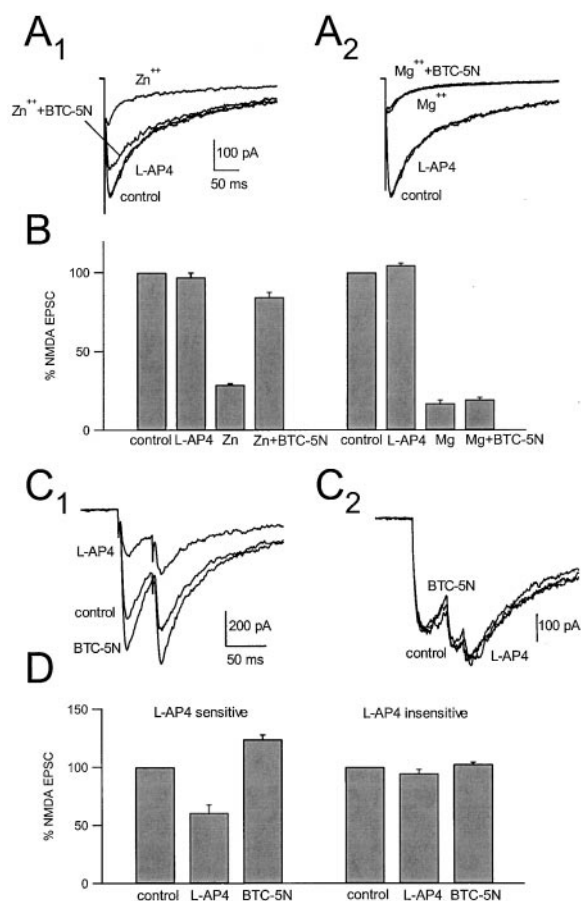 A1
A2
Zn++
Zn+++BTC-5N
L-AP4
control
100 pA
50 ms
Mg+++BTC-5N
Mg++
L-AP4
control
B
% NMDA EPSC
100
50
0
control L-AP4 Zn Zn+BTC-5N control L-AP4 Mg Mg+BTC-5N
C1
C2
L-AP4
control
BTC-5N
200 pA
50 ms
BTC-5N
control
L-AP4
100 pA
D
% NMDA EPSC
150
100
50
0
L-AP4 sensitive
L-AP4 insensitive
control L-AP4 BTC-5N control L-AP4 BTC-5N